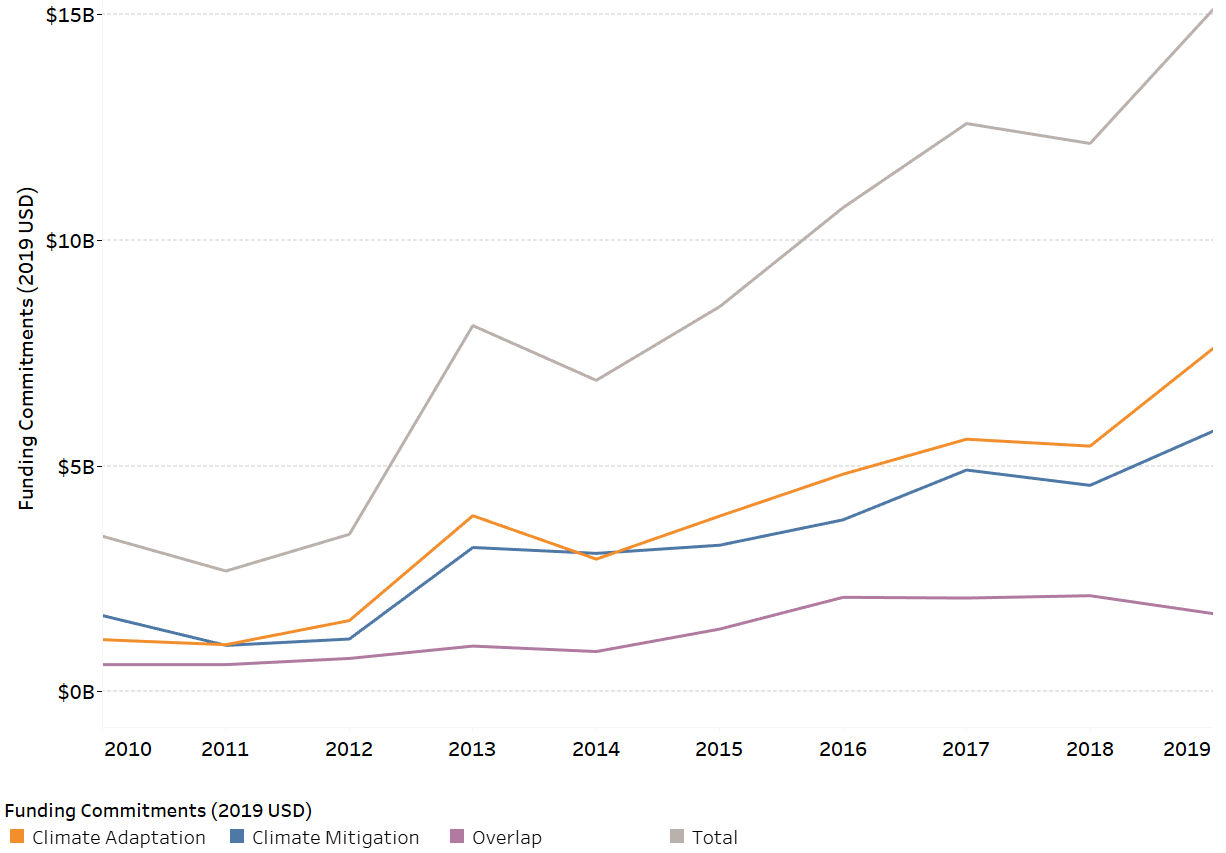 $15B
$10B
$5B
$0B
Funding Commitments (2019 USD)
2010 2011 2012 2013 2014 2015 2016 2017 2018 2019
Funding Commitments (2019 USD)
Climate Adaptation Climate Mitigation Overlap Total